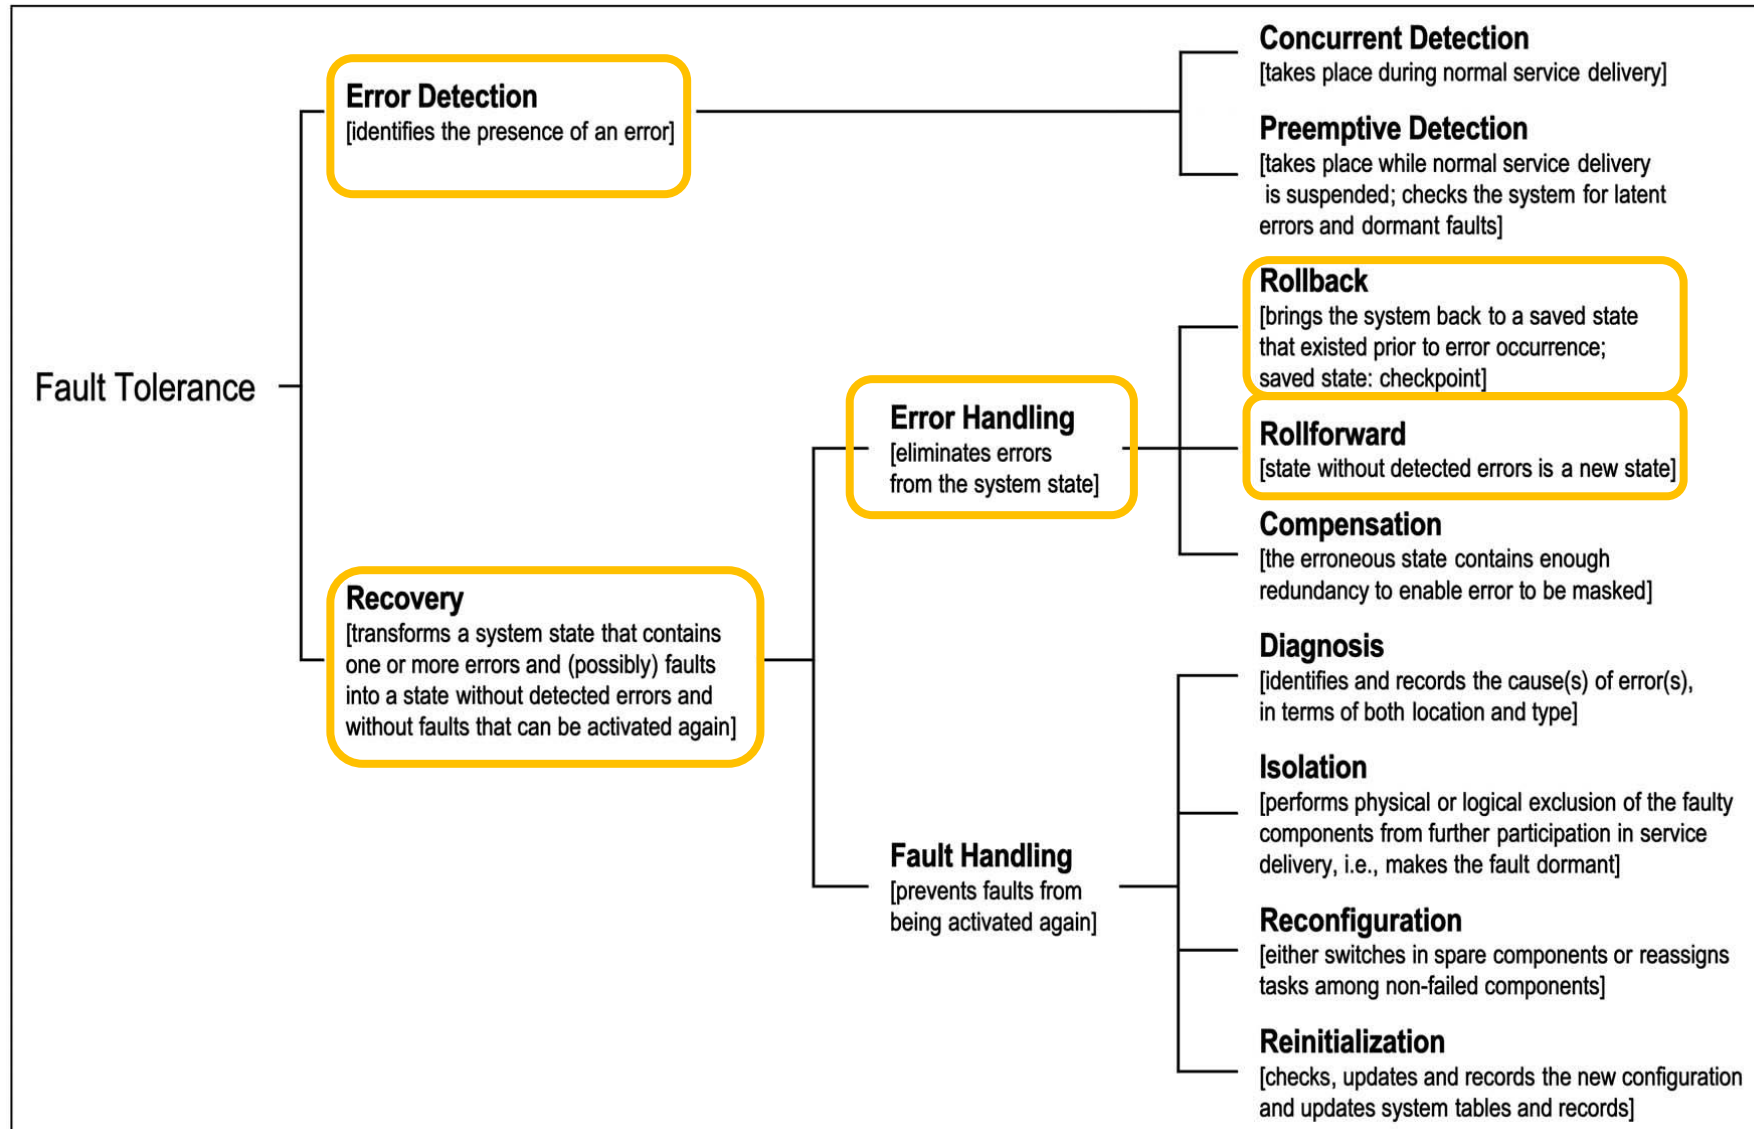 Fault Tolerance
Error Detection
[identifies the presence of an error]
Concurrent Detection
[takes place during normal service delivery]
Preemptive Detection
[takes place while normal service delivery
is suspended; checks the system for latent
errors and dormant faults]
Recovery
[transforms a system state that contains
one or more errors and (possibly) faults
into a state without detected errors and
without faults that can be activated again]
Error Handling
[eliminates errors
from the system state]
Rollback
[brings the system back to a saved state
that existed prior to error occurrence;
saved state: checkpoint]
Rollforward
[state without detected errors is a new state]
Compensation
[the erroneous state contains enough
redundancy to enable error to be masked]
Fault Handling
[prevents faults from
being activated again]
Diagnosis
[identifies and records the cause(s) of error(s),
in terms of both location and type]
Isolation
[performs physical or logical exclusion of the faulty
components from further participation in service
delivery, i.e., makes the fault dormant]
Reconfiguration
[either switches in spare components or reassigns
tasks among non-failed components]
Reinitialization
[checks, updates and records the new configuration
and updates system tables and records]